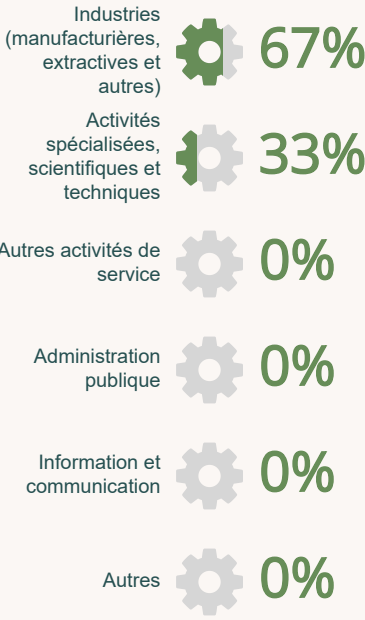 Industries
(manufacturières,
extractives et
autres)
67%
Activités
spécialisées,
scientifiques et
techniques
33%
Autres activités de
service
0%
Administration
publique
0%
Information et
communication
0%
Autres
0%